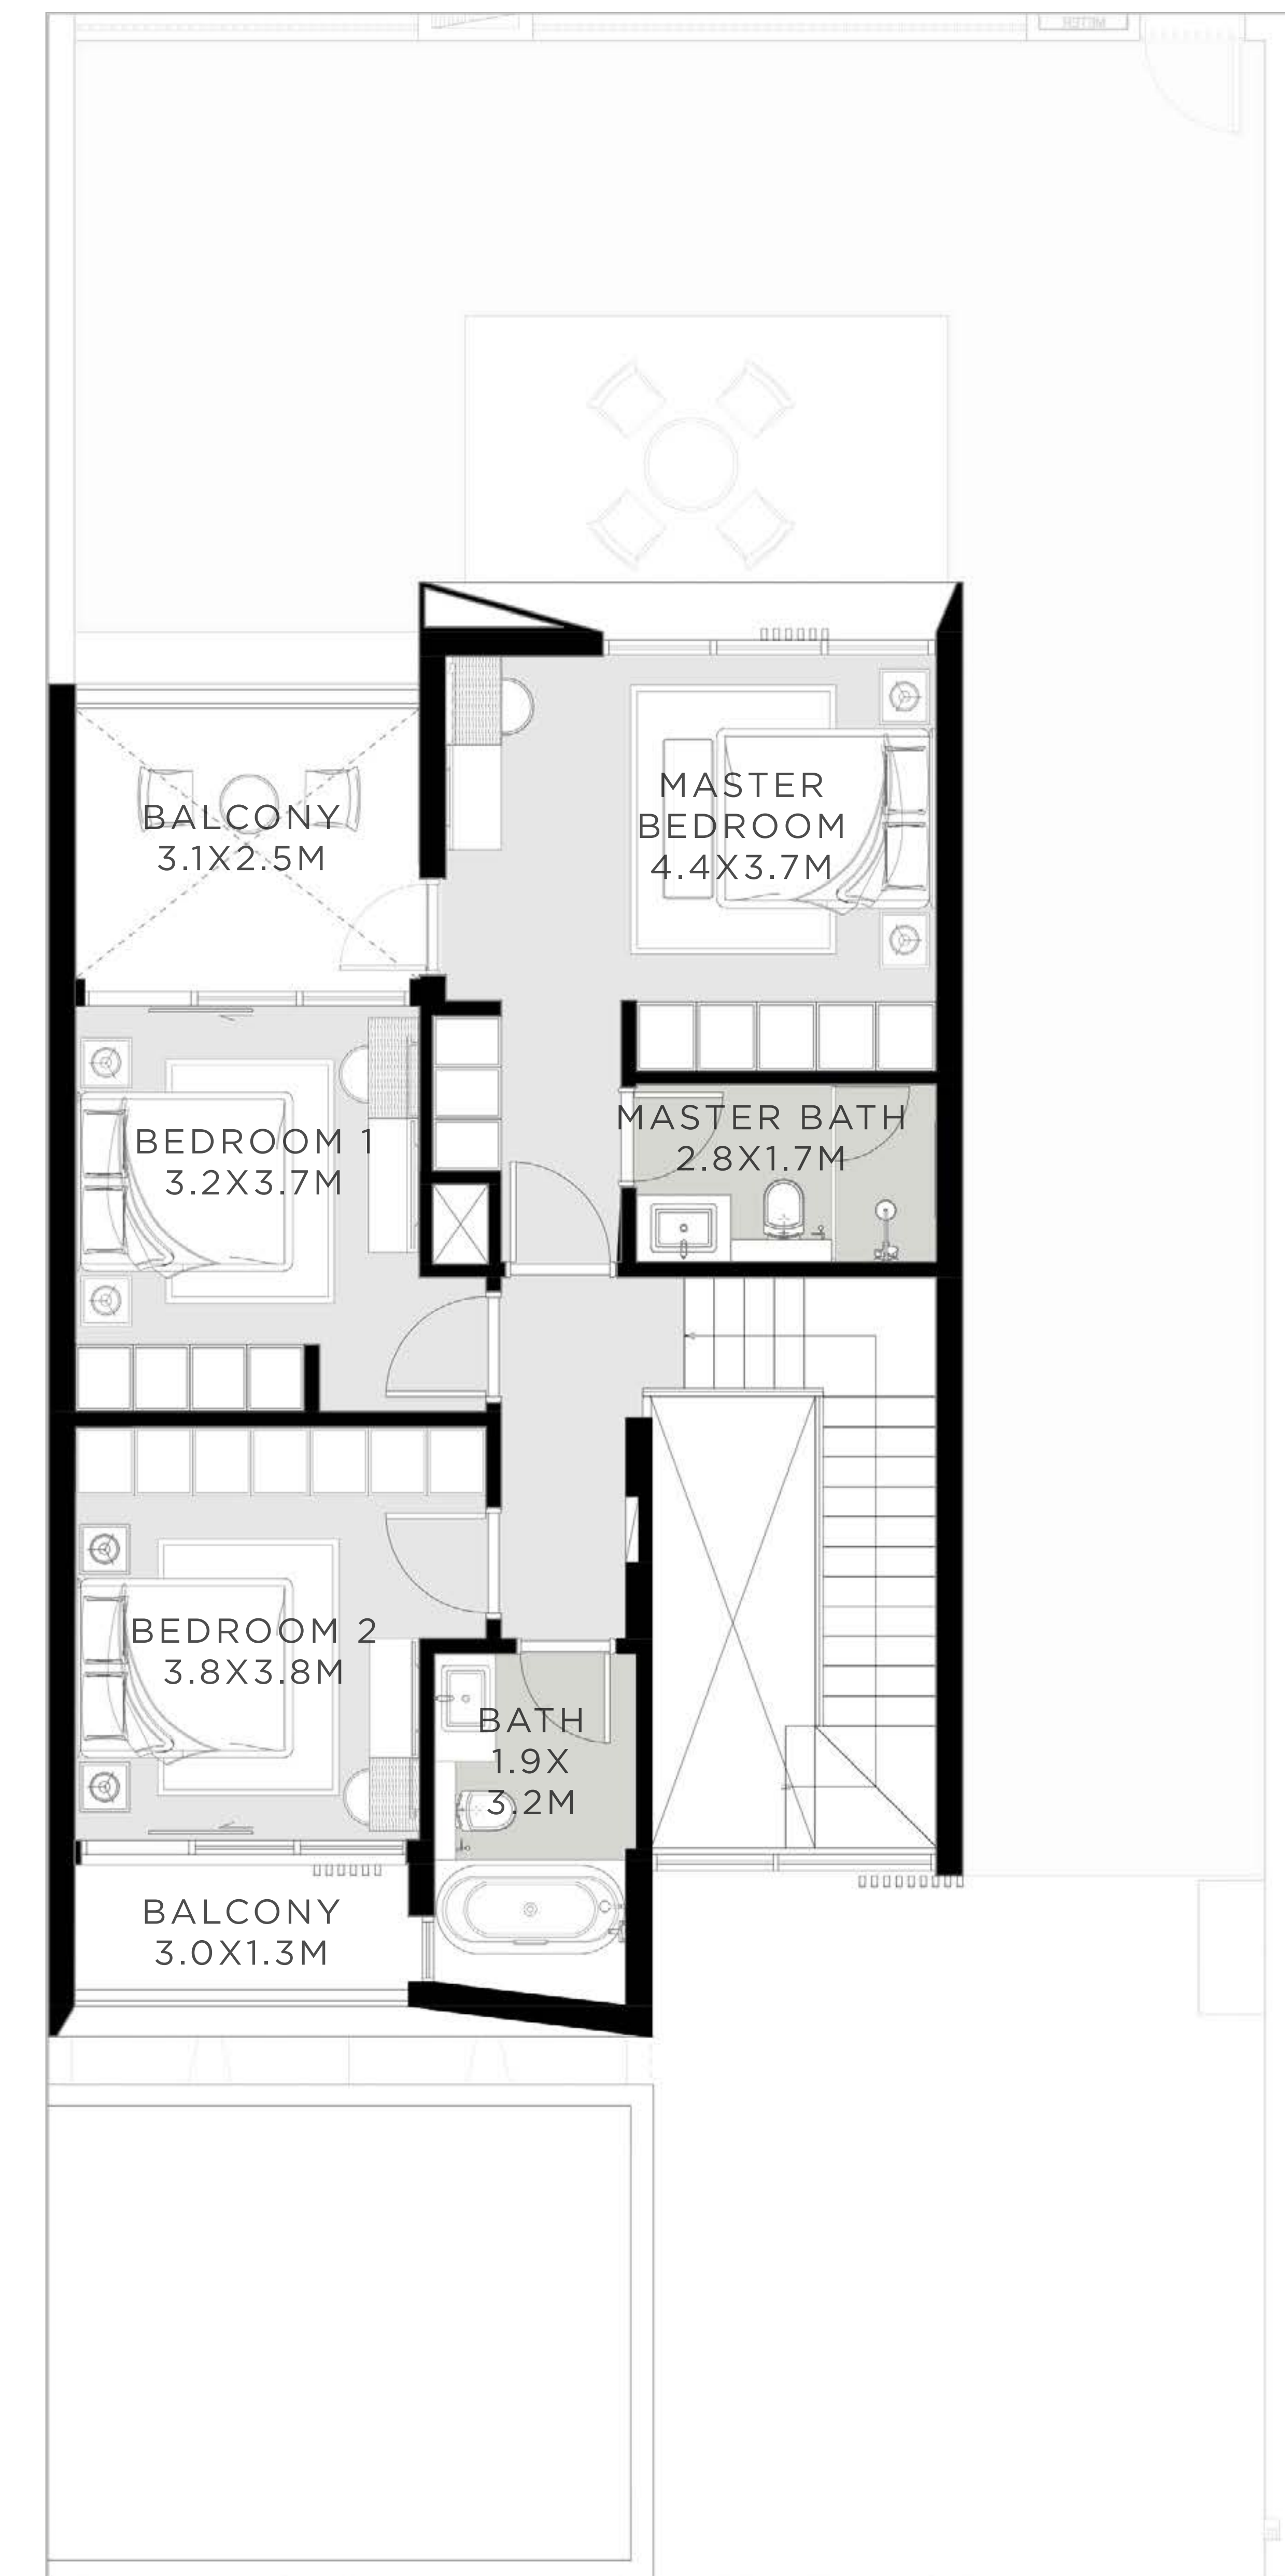 METER
MASTER
BEDROOM
4.4X3.7M
BALCONY
3.1X2.5M
MASTER BATH
2.8X1.7M
BEDROOM 1
3.2X3.7M
BEDROOM 2
3.8X3.8M
BATH
1.9X
3.2M
BALCONY
3.0X1.3M